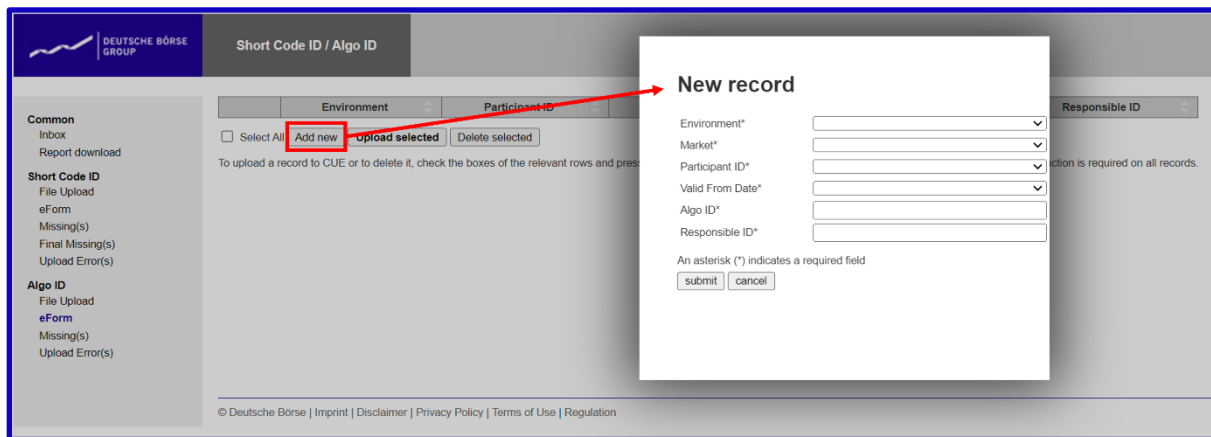 DEUTSCHE BÖRSE
GROUP
Short Code ID / Algo ID
Common
Inbox
Report download
Short Code ID
File Upload
eForm
Missing(s)
Final Missing(s)
Upload Error(s)
Algo ID
File Upload
eForm
Missing(s)
Upload Error(s)
Environment Participant ID Responsible ID
Select All Add new Upload selected Delete selected
To upload a record to CUE or to delete it, check the boxes of the relevant rows and is required on all records.
New record
Environment*
Market*
Participant ID*
Valid From Date*
Algo ID*
Responsible ID*
An asterisk (*) indicates a required field
submit cancel
© Deutsche Börse | Imprint | Disclaimer | Privacy Policy | Terms of Use | Regulation